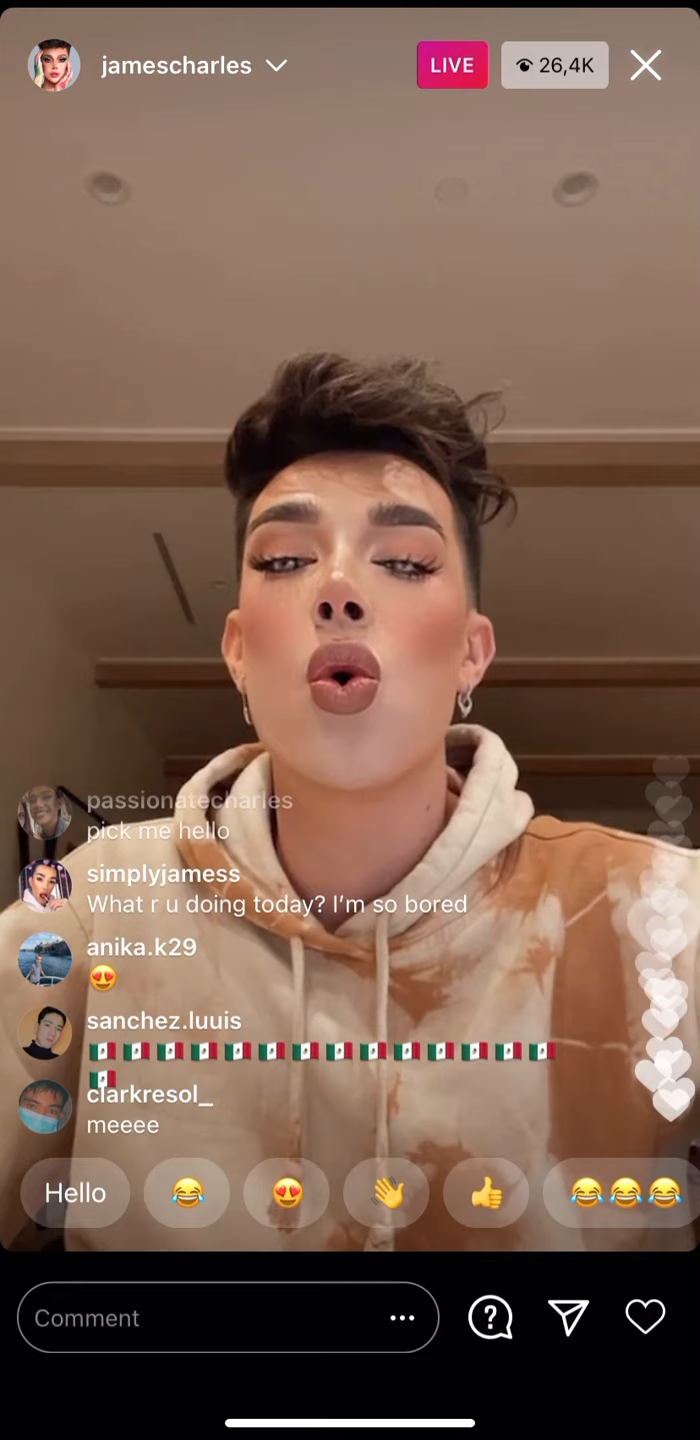 jamescharles
LIVE
26,4K
passionatecharles
pick me hello
simplyjamess
What r u doing today? I'm so bored
anika.k29
😍
sanchez.luuis
🇲🇽🇲🇽🇲🇽🇲🇽🇲🇽🇲🇽🇲🇽🇲🇽🇲🇽🇲🇽🇲🇽🇲🇽🇲🇽🇲🇽
🇲🇽
clarkresol_
meeee
Hello 😂 😍 👋 👍 😂😂😂
Comment